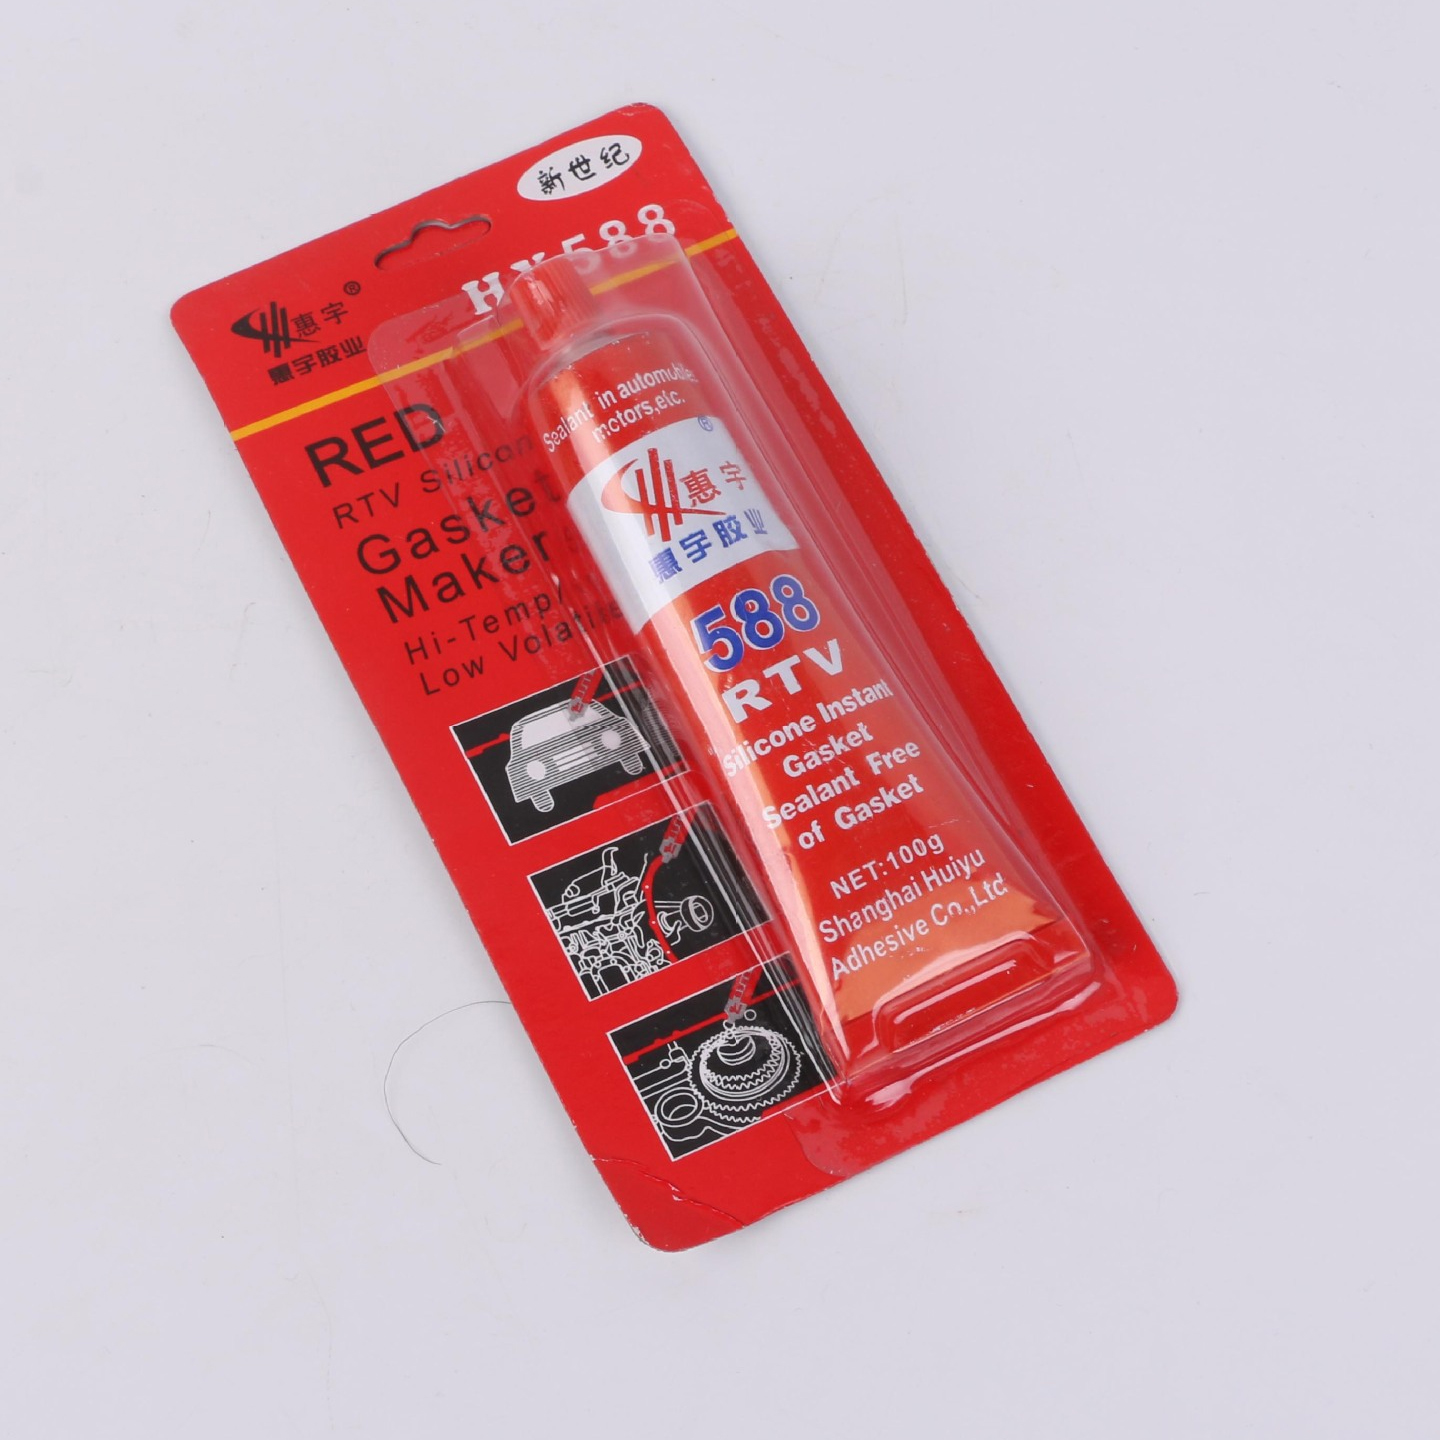 新世纪
HY588
惠宇®
惠宇胶业
RED
RTV Silicon
Gasket
Maker
Hi-Temp/
Low Volatile
Sealant in automobiles
motors,etc.
®
惠宇
惠宇胶业
588
RTV
Silicone Instant
Gasket
Sealant Free
of Gasket
NET:100g
Shanghai Huiyu
Adhesive Co.,Ltd